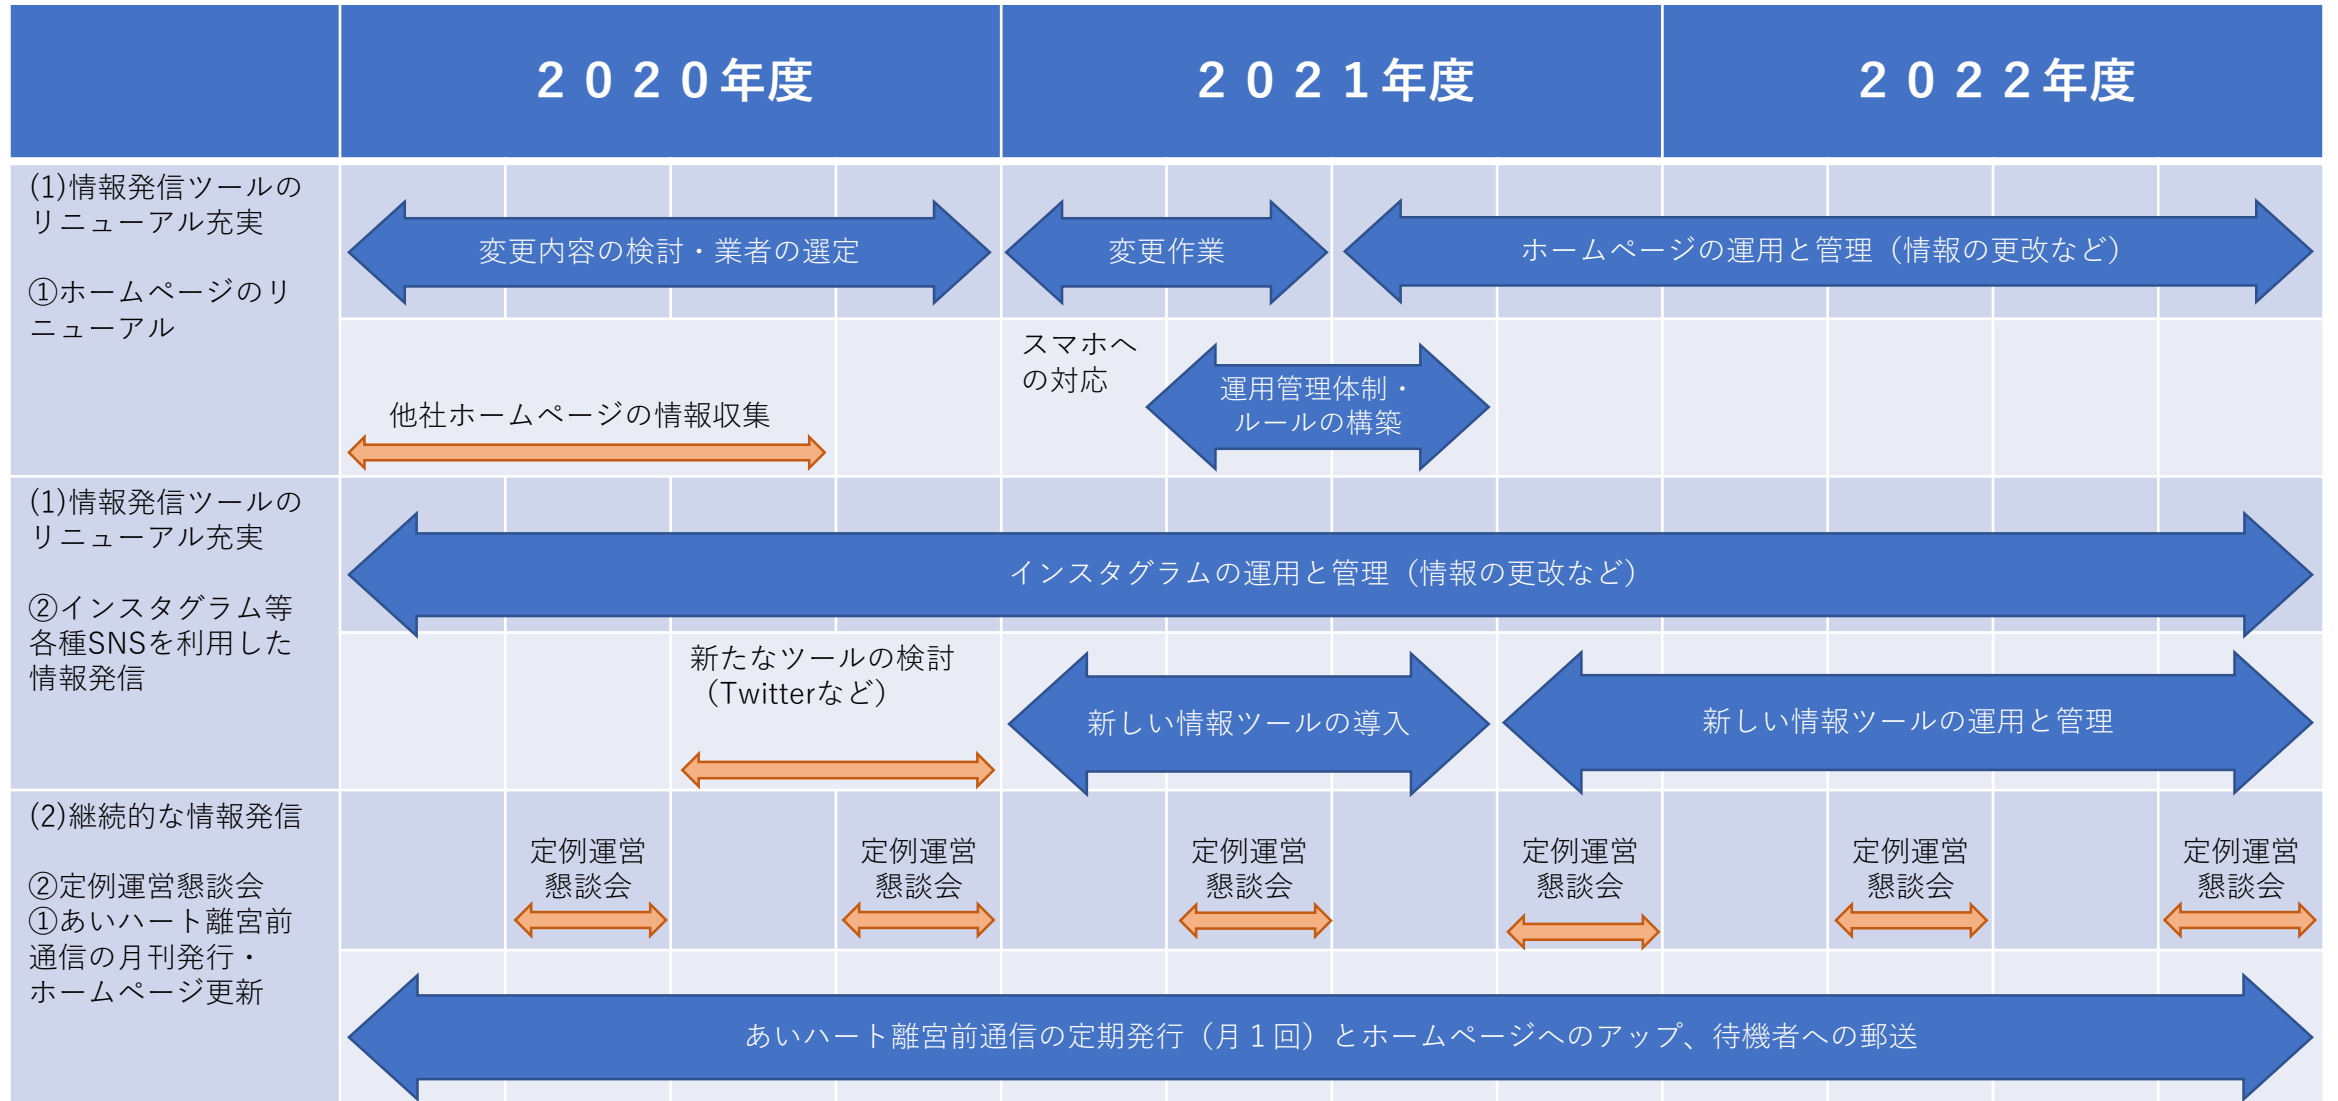 ２０２０年度
２０２１年度
２０２２年度
(1)情報発信ツールの
リニューアル充実
①ホームページのリ
ニューアル
変更内容の検討・業者の選定
変更作業
ホームページの運用と管理（情報の更改など）
他社ホームページの情報収集
スマホへ
の対応
運用管理体制・
ルールの構築
(1)情報発信ツールの
リニューアル充実
②インスタグラム等
各種SNSを利用した
情報発信
インスタグラムの運用と管理（情報の更改など）
新たなツールの検討
（Twitterなど）
新しい情報ツールの導入
新しい情報ツールの運用と管理
(2)継続的な情報発信
②定例運営懇談会
①あいハート離宮前
通信の月刊発行・
ホームページ更新
定例運営
懇談会
定例運営
懇談会
定例運営
懇談会
定例運営
懇談会
定例運営
懇談会
定例運営
懇談会
あいハート離宮前通信の定期発行（月１回）とホームページへのアップ、待機者への郵送